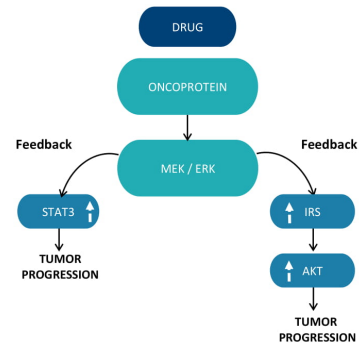 DRUG
ONCOPROTEIN
Feedback
Feedback
MEK / ERK
STAT3
IRS
TUMOR
PROGRESSION
AKT
TUMOR
PROGRESSION